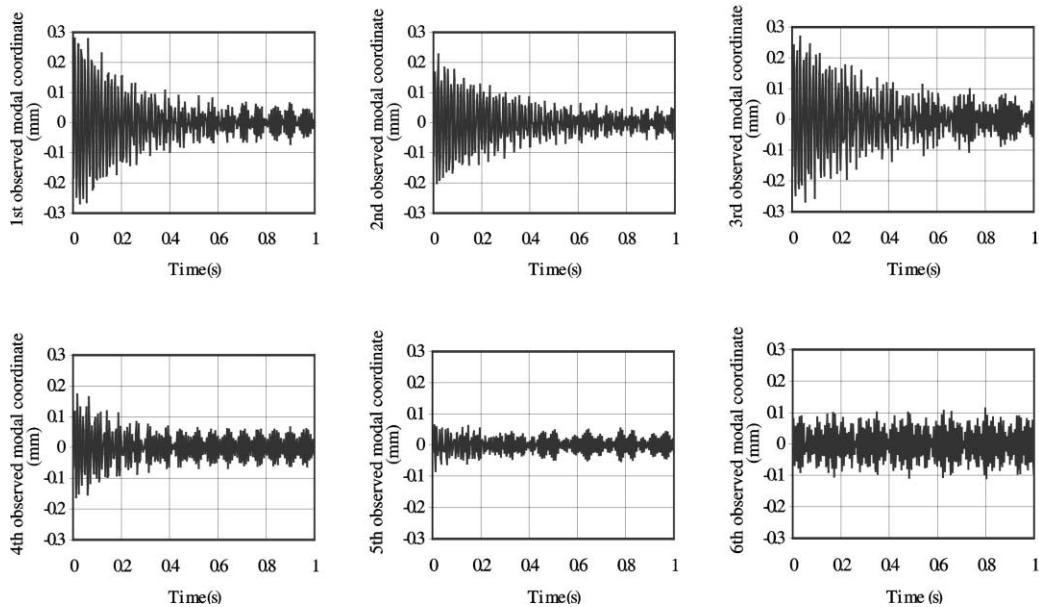 1st observed modal coordinate
(mm)
0.3
0.2
0.1
0
-0.1
-0.2
-0.3
0 0.2 0.4 0.6 0.8 1
Time(s)
2nd observed modal coordinate
(mm)
0.3
0.2
0.1
0
-0.1
-0.2
-0.3
0 0.2 0.4 0.6 0.8 1
Time(s)
3rd observed modal coordinate
(mm)
0.3
0.2
0.1
0
-0.1
-0.2
-0.3
0 0.2 0.4 0.6 0.8 1
Time(s)
4th observed modal coordinate
(mm)
0.3
0.2
0.1
0
-0.1
-0.2
-0.3
0 0.2 0.4 0.6 0.8 1
Time(s)
5th observed modal coordinate
(mm)
0.3
0.2
0.1
0
-0.1
-0.2
-0.3
0 0.2 0.4 0.6 0.8 1
Time(s)
6th observed modal coordinate
(mm)
0.3
0.2
0.1
0
-0.1
-0.2
-0.3
0 0.2 0.4 0.6 0.8 1
Time (s)